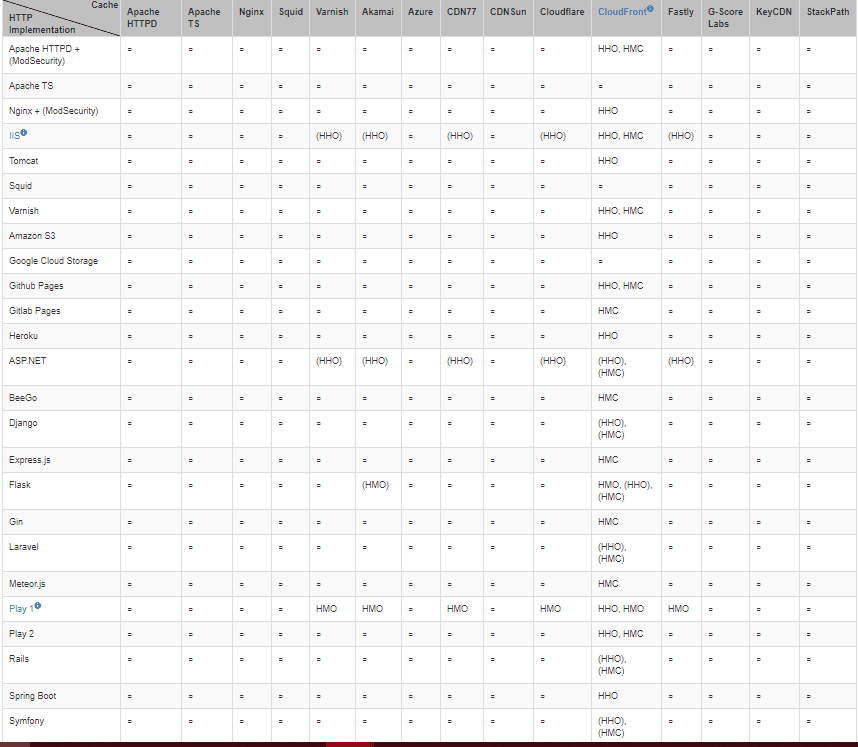 Cache
HTTP
Implementation
Apache
HTTPD
Apache
TS
Nginx
Squid
Varnish
Akamai
Azure
CDN77
CDNSun
Cloudflare
CloudFront
Fastly
G-Score
Labs
KeyCDN
StackPath
Apache HTTPD +
(ModSecurity)
= = = = = = = = = = HHO, HMC = = = =
Apache TS = = = = = = = = = = = = = = =
Nginx + (ModSecurity) = = = = = = = = = = HHO = = = =
IIS = = = = (HHO) (HHO) = (HHO) = (HHO) HHO, HMC (HHO) = = =
Tomcat = = = = = = = = = = HHO = = = =
Squid = = = = = = = = = = = = = = =
Varnish = = = = = = = = = = HHO, HMC = = = =
Amazon S3 = = = = = = = = = = HHO = = = =
Google Cloud Storage = = = = = = = = = = = = = = =
Github Pages = = = = = = = = = = HHO, HMC = = = =
Gitlab Pages = = = = = = = = = = HMC = = = =
Heroku = = = = = = = = = = HHO = = = =
ASP.NET = = = = (HHO) (HHO) = (HHO) = (HHO) (HHO), (HHO) = = =
(HMC)
BeeGo = = = = = = = = = = HMC = = = =
Django = = = = = = = = = = (HHO), = = = =
(HMC)
Express.js = = = = = = = = = = HMC = = = =
Flask = = = = = (HMO) = = = = HMO, (HHO), = = = =
(HMC)
Gin = = = = = = = = = = HMC = = = =
Laravel = = = = = = = = = = (HHO), = = = =
(HMC)
Meteor.js = = = = = = = = = = HMC = = = =
Play 1 = = = = HMO HMO = HMO = HMO HHO, HMO HMO = = =
Play 2 = = = = = = = = = = HHO, HMC = = = =
Rails = = = = = = = = = = (HHO), = = = =
(HMC)
Spring Boot = = = = = = = = = = HHO = = = =
Symfony = = = = = = = = = = (HHO), = = = =
(HMC)